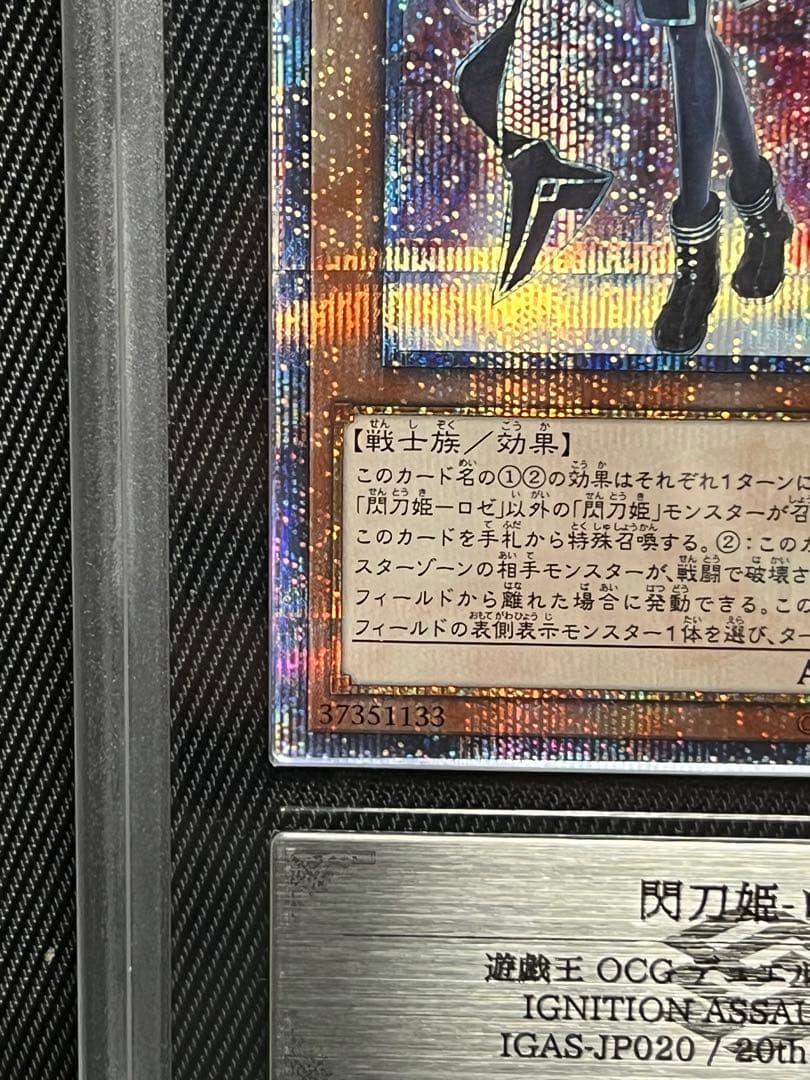 【戦士族／効果】
このカード名の①②の効果はそれぞれ1ターンに
「閃刀姫－ロゼ」以外の「閃刀姫」モンスターが召
このカードを手札から特殊召喚する。②：このカ
スターゾーンの相手モンスターが、戦闘で破壊さ
フィールドから離れた場合に発動できる。この
フィールドの表側表示モンスター1体を選び、ター
A
37351133
閃刀姫-
遊戯王 OCG デュエル
IGNITION ASSAU
IGAS-JP020 / 20th